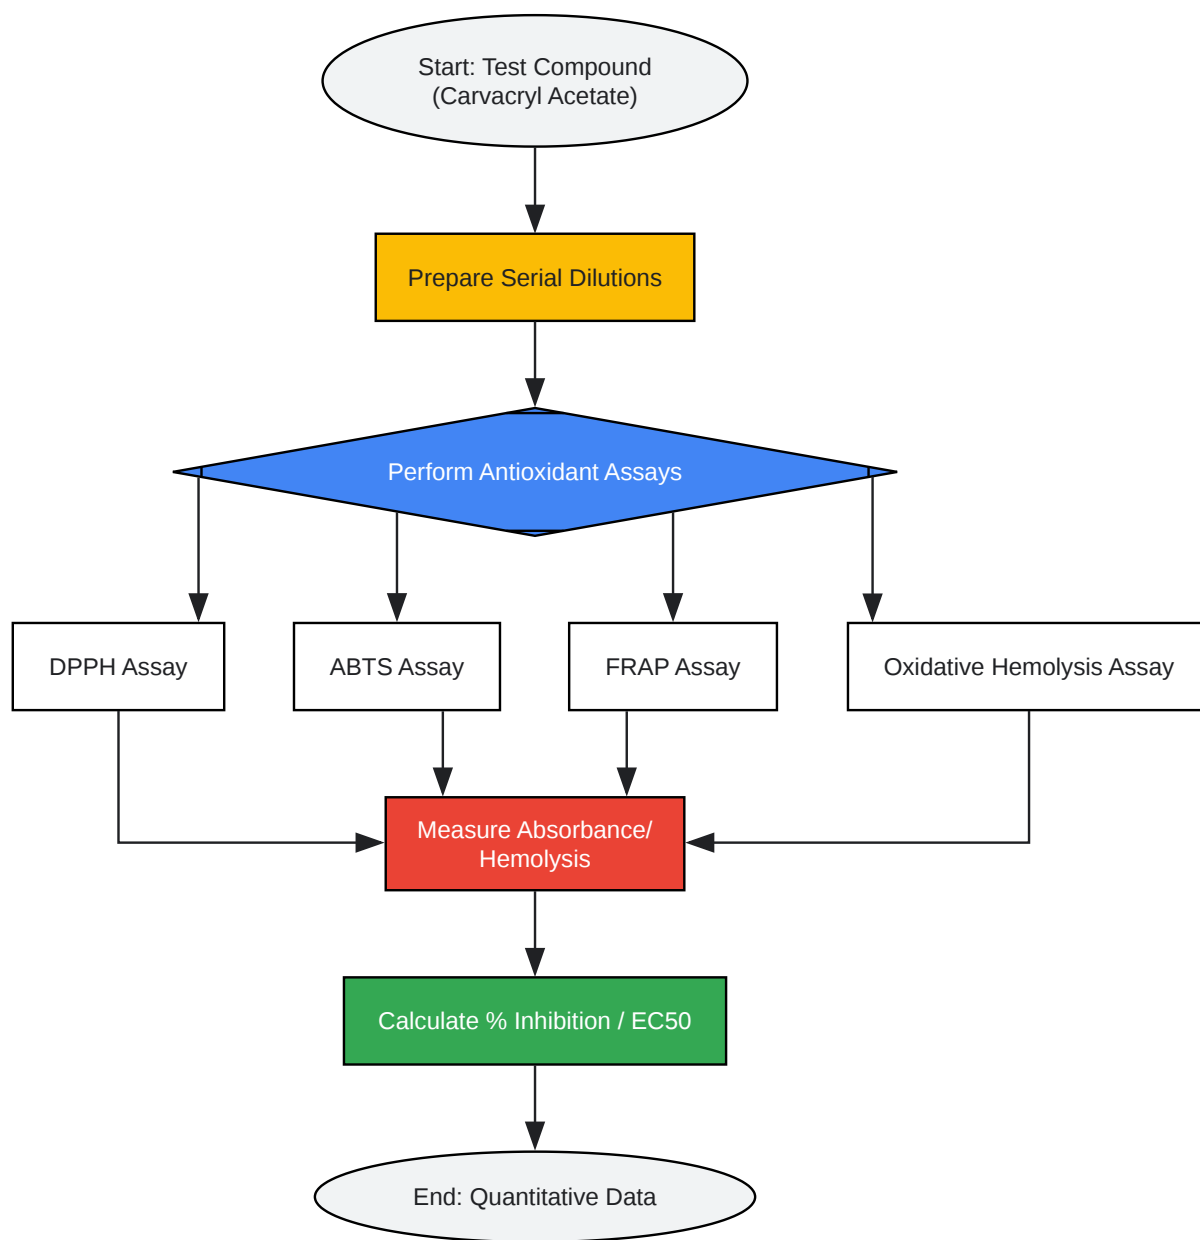 Start: Test Compound
(Carvacryl Acetate)
Prepare Serial Dilutions
Perform Antioxidant Assays
DPPH Assay
ABTS Assay
FRAP Assay
Oxidative Hemolysis Assay
Measure Absorbance/
Hemolysis
Calculate % Inhibition / EC50
End: Quantitative Data